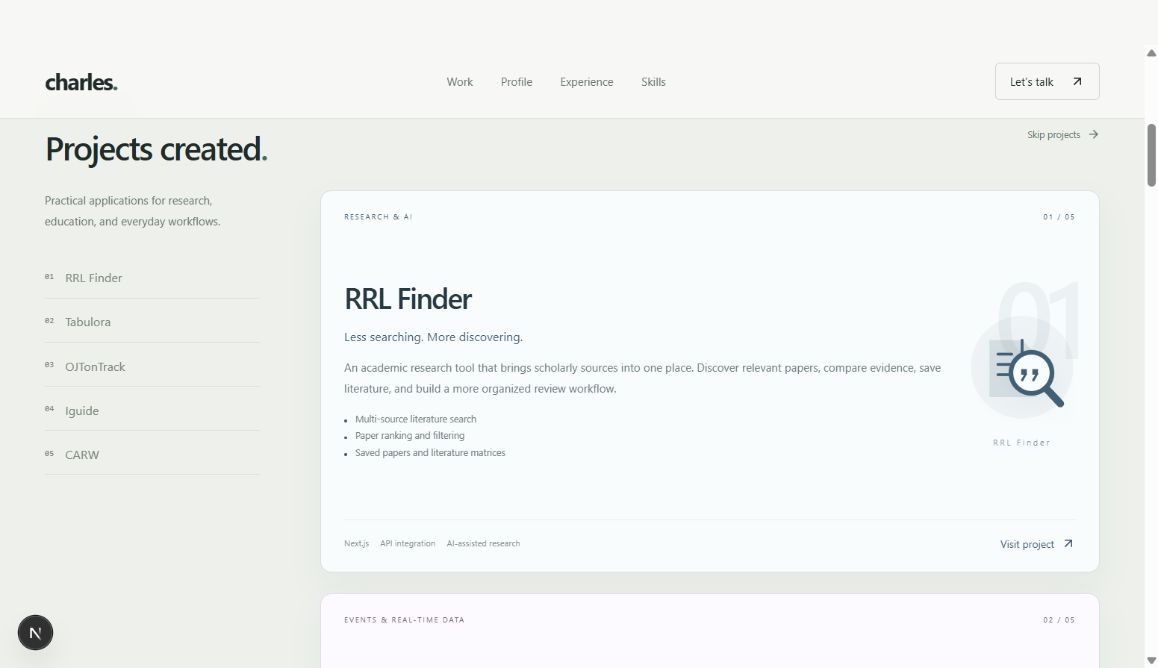 charles.
Work
Profile
Experience
Skills
Let's talk
Projects created.
Skip projects
Practical applications for research,
education, and everyday workflows.
01 RRL Finder
02 Tabulora
03 OJTonTrack
04 Iguide
05 CARW
RESEARCH & AI
01 / 05
RRL Finder
Less searching. More discovering.
An academic research tool that brings scholarly sources into one place. Discover relevant papers, compare evidence, save
literature, and build a more organized review workflow.
Multi-source literature search
Paper ranking and filtering
Saved papers and literature matrices
01
RRL Finder
Next.js
API integration
AI-assisted research
Visit project
EVENTS & REAL-TIME DATA
02 / 05
N